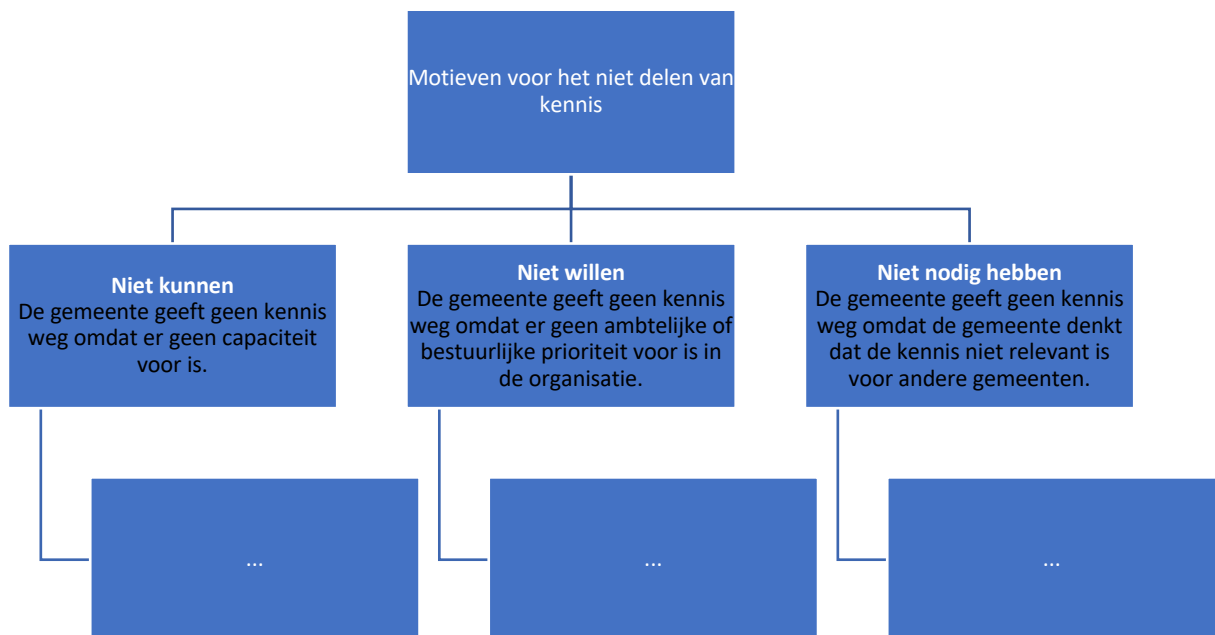 Motieven voor het niet delen van
kennis
Niet kunnen
De gemeente geeft geen kennis
weg omdat er geen capaciteit
voor is.
Niet willen
De gemeente geeft geen kennis
weg omdat er geen ambtelijke of
bestuurlijke prioriteit voor is in
de organisatie.
Niet nodig hebben
De gemeente geeft geen kennis
weg omdat de gemeente denkt
dat de kennis niet relevant is
voor andere gemeenten.
...
...
...